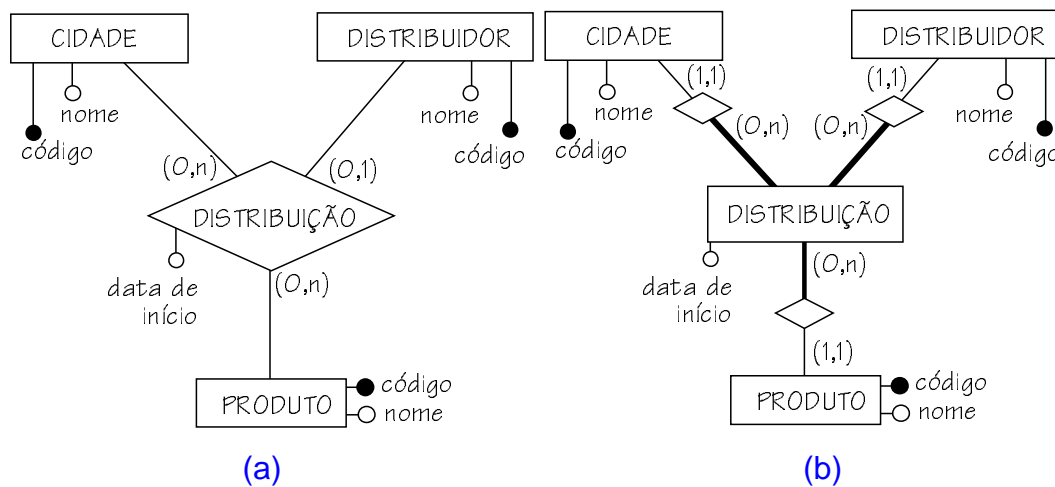 CIDADE
DISTRIBUIDOR
nome
código
nome
código
(0,n)
(0,1)
DISTRIBUIÇÃO
data de
início
(0,n)
PRODUTO
código
nome
(a)
CIDADE
DISTRIBUIDOR
(1,1)
(1,1)
nome
código
nome
código
(0,n)
(0,n)
DISTRIBUIÇÃO
data de
início
(0,n)
(1,1)
PRODUTO
código
nome
(b)